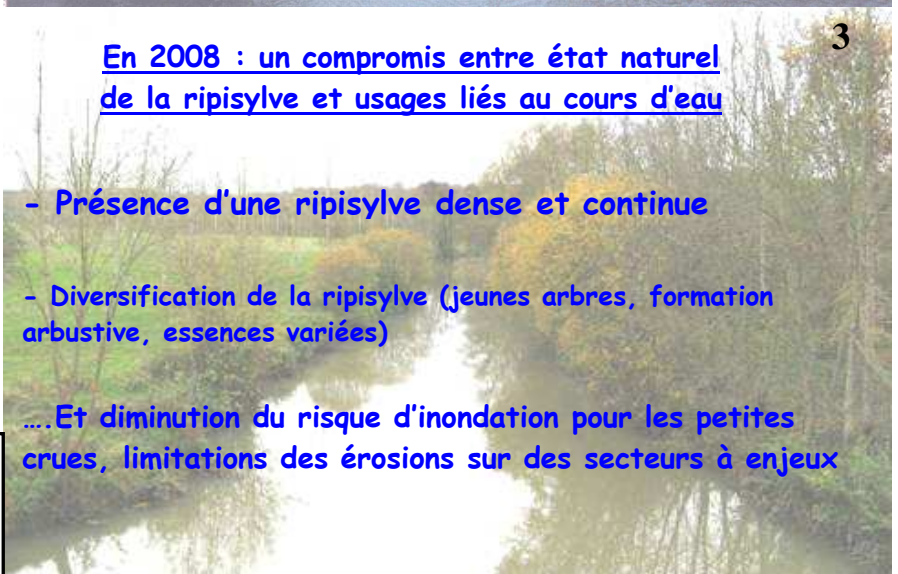 3
En 2008 : un compromis entre état naturel
de la ripisylve et usages liés au cours d'eau
- Présence d'une ripisylve dense et continue
- Diversification de la ripisylve (jeunes arbres, formation
arbustive, essences variées)
....Et diminution du risque d'inondation pour les petites
crues, limitations des érosions sur des secteurs à enjeux